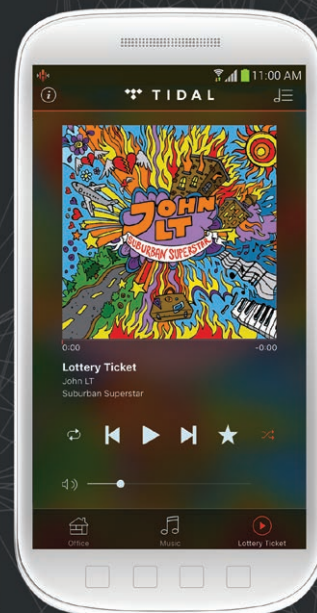 11:00 AM
TIDAL
JOHN
LT
SUBURBAN SUPERSTAR
0:00 -0:00
Lottery Ticket
John LT
Suburban Superstar
Office Music Lottery Ticket